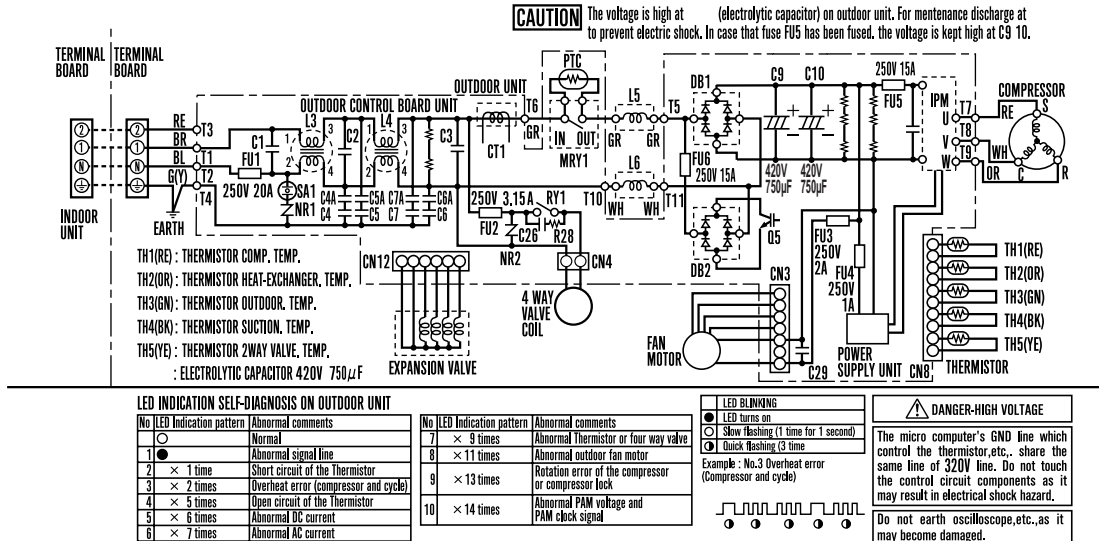 CAUTION The voltage is high at (electrolytic capacitor) on outdoor unit. For mentenance discharge at
to prevent electric shock. In case that fuse FU5 has been fused. the voltage is kept high at C9 10.
TERMINAL BOARD
TERMINAL BOARD
OUTDOOR UNIT
OUTDOOR CONTROL BOARD UNIT
PTC
IN OUT
MRY1
T6
GR
L5
GR GR
T5
DB1
C9
C10
250V 15A
FU5
IPM
U
V
W
T7
T8
T9
RE
WH
OR
COMPRESSOR
S
C
R
2
1
N
2
1
N
RE
BR
BL
G(Y)
T3
T1
T2
T4
C1
FU1
250V 20A
SA1
NR1
L3
1 3
2 4
C2
L4
1 3
2 4
C3
CT1
C4A
C4
C5A
C5
C7A
C7
C6A
C6
250V 3.15A
FU2
RY1
C26
R28
NR2
T10
L6
WH WH
T11
FU6
250V 15A
420V
750μF
420V
750μF
DB2
Q5
FU3
250V
2A
FU4
250V
1A
INDOOR
UNIT
EARTH
CN12
EXPANSION VALVE
CN4
4 WAY
VALVE
COIL
FAN
MOTOR
CN3
C29
POWER
SUPPLY UNIT
CN8
THERMISTOR
TH1(RE)
TH2(OR)
TH3(GN)
TH4(BK)
TH5(YE)
TH1(RE) : THERMISTOR COMP. TEMP.
TH2(OR) : THERMISTOR HEAT-EXCHANGER. TEMP.
TH3(GN) : THERMISTOR OUTDOOR. TEMP.
TH4(BK) : THERMISTOR SUCTION. TEMP.
TH5(YE) : THERMISTOR 2WAY VALVE. TEMP.
: ELECTROLYTIC CAPACITOR 420V 750μF
LED INDICATION SELF-DIAGNOSIS ON OUTDOOR UNIT
No LED Indication pattern Abnormal comments
○ Normal
1 ● Abnormal signal line
2 × 1 time Short circuit of the Thermistor
3 × 2 times Overheat error (compressor and cycle)
4 × 5 times Open circuit of the Thermistor
5 × 6 times Abnormal DC current
6 × 7 times Abnormal AC current
No LED Indication pattern Abnormal comments
7 × 9 times Abnormal Thermistor or four way valve
8 × 11 times Abnormal outdoor fan motor
9 × 13 times Rotation error of the compressor
or compressor lock
10 × 14 times Abnormal PAM voltage and
PAM clock signal
LED BLINKING
● LED turns on
○ Slow flashing (1 time for 1 second)
◑ Quick flashing (3 time
Example : No.3 Overheat error
(Compressor and cycle)
DANGER-HIGH VOLTAGE
The micro computer's GND line which
control the thermistor,etc,. share the
same line of 320V line. Do not touch
the control circuit components as it
may result in electrical shock hazard.
Do not earth oscilloscope,etc.,as it
may become damaged.